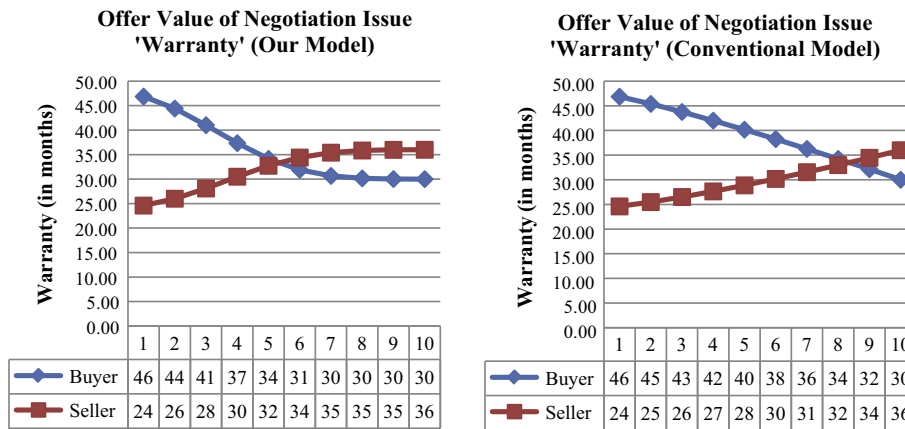 Offer Value of Negotiation Issue
'Warranty' (Our Model)
Warranty (in months)
50.00
45.00
40.00
35.00
30.00
25.00
20.00
15.00
10.00
5.00
0.00
1 2 3 4 5 6 7 8 9 10
Buyer 46 44 41 37 34 31 30 30 30 30
Seller 24 26 28 30 32 34 35 35 35 36
Offer Value of Negotiation Issue
'Warranty' (Conventional Model)
Warranty (in months)
50.00
45.00
40.00
35.00
30.00
25.00
20.00
15.00
10.00
5.00
0.00
1 2 3 4 5 6 7 8 9 10
Buyer 46 45 43 42 40 38 36 34 32 30
Seller 24 25 26 27 28 30 31 32 34 36